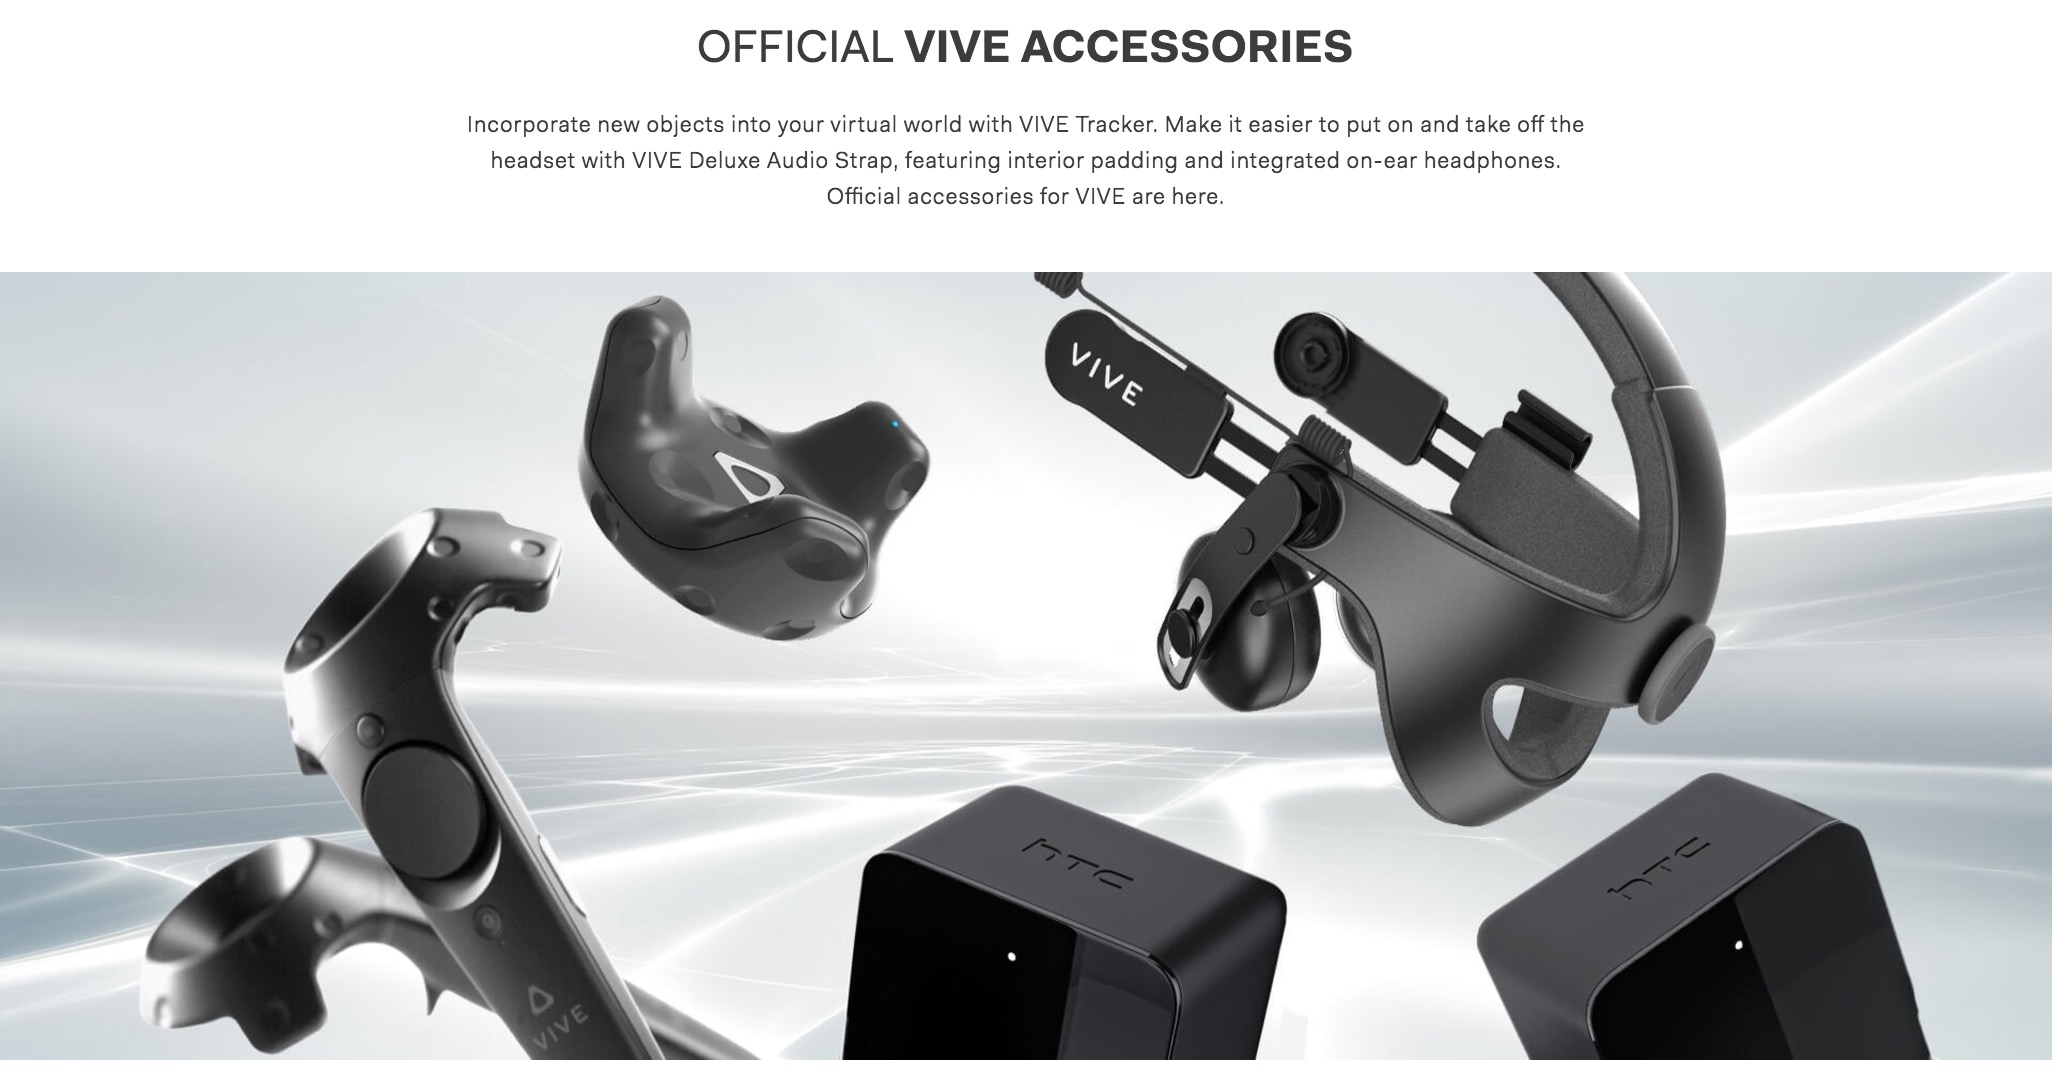 OFFICIAL VIVE ACCESSORIES
Incorporate new objects into your virtual world with VIVE Tracker. Make it easier to put on and take off the
headset with VIVE Deluxe Audio Strap, featuring interior padding and integrated on-ear headphones.
Official accessories for VIVE are here.
VIVE
hTC
hTC
VIVE